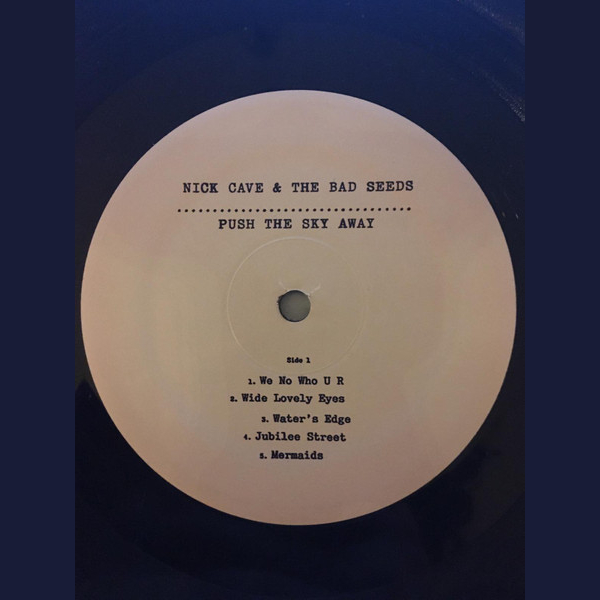 NICK CAVE & THE BAD SEEDS
PUSH THE SKY AWAY
Side 1
1. We No Who U R
2. Wide Lovely Eyes
3. Water's Edge
4. Jubilee Street
5. Mermaids